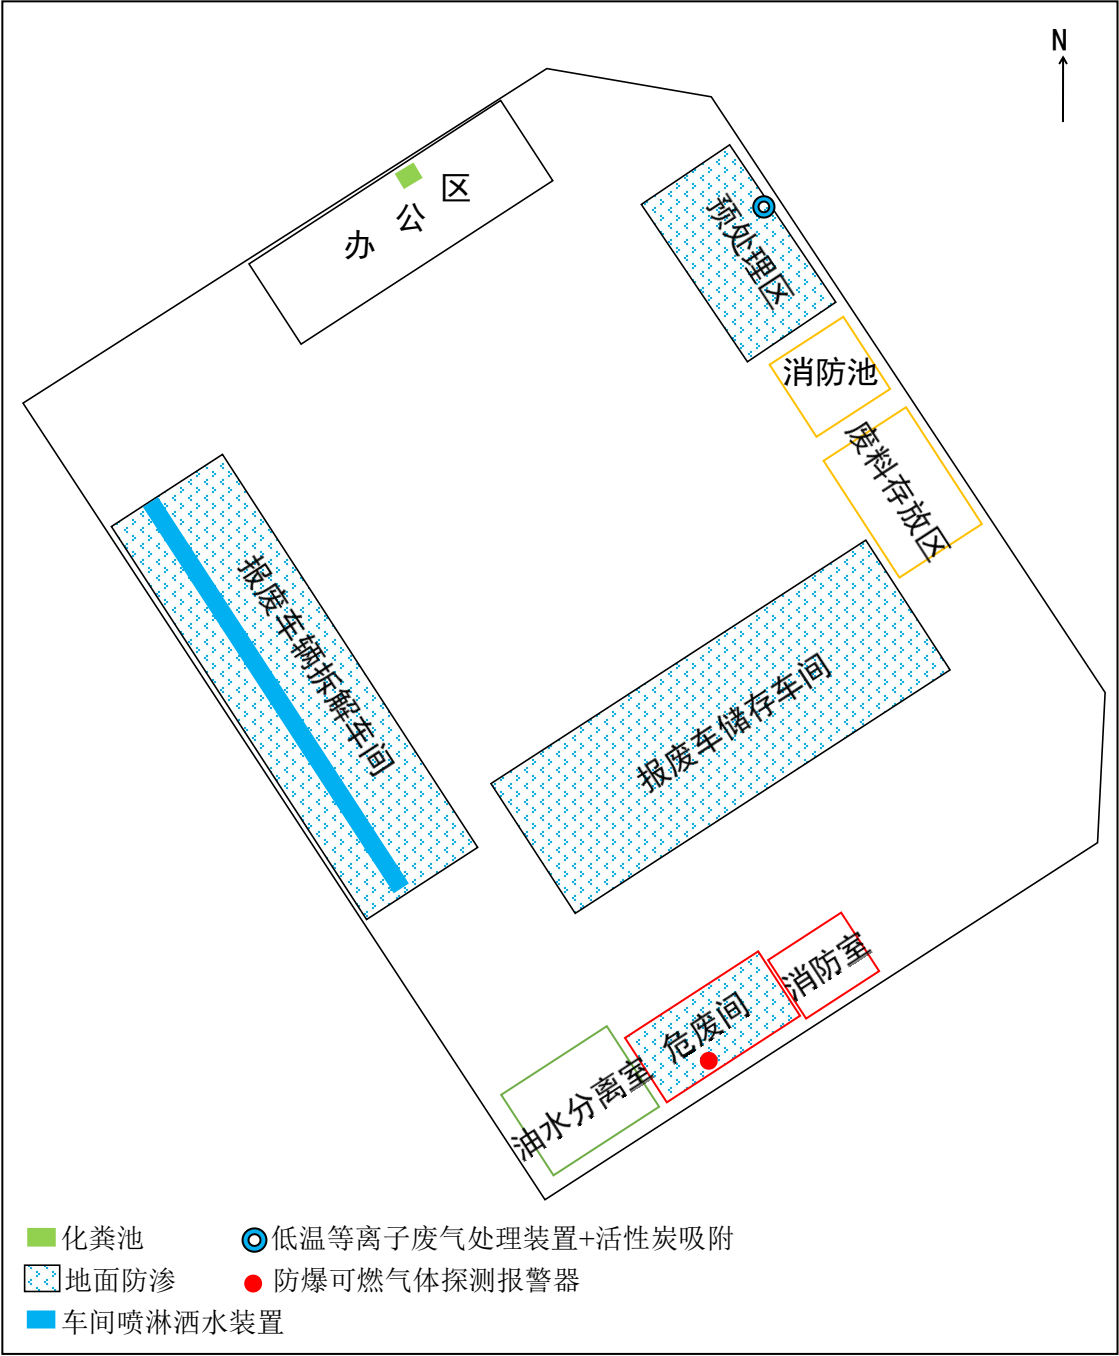 N
办公区
预处理区
消防池
废料存放区
报废车辆拆解车间
报废车储存车间
消防室
危废间
油水分离室
化粪池
低温等离子废气处理装置+活性炭吸附
地面防渗
防爆可燃气体探测报警器
车间喷淋洒水装置